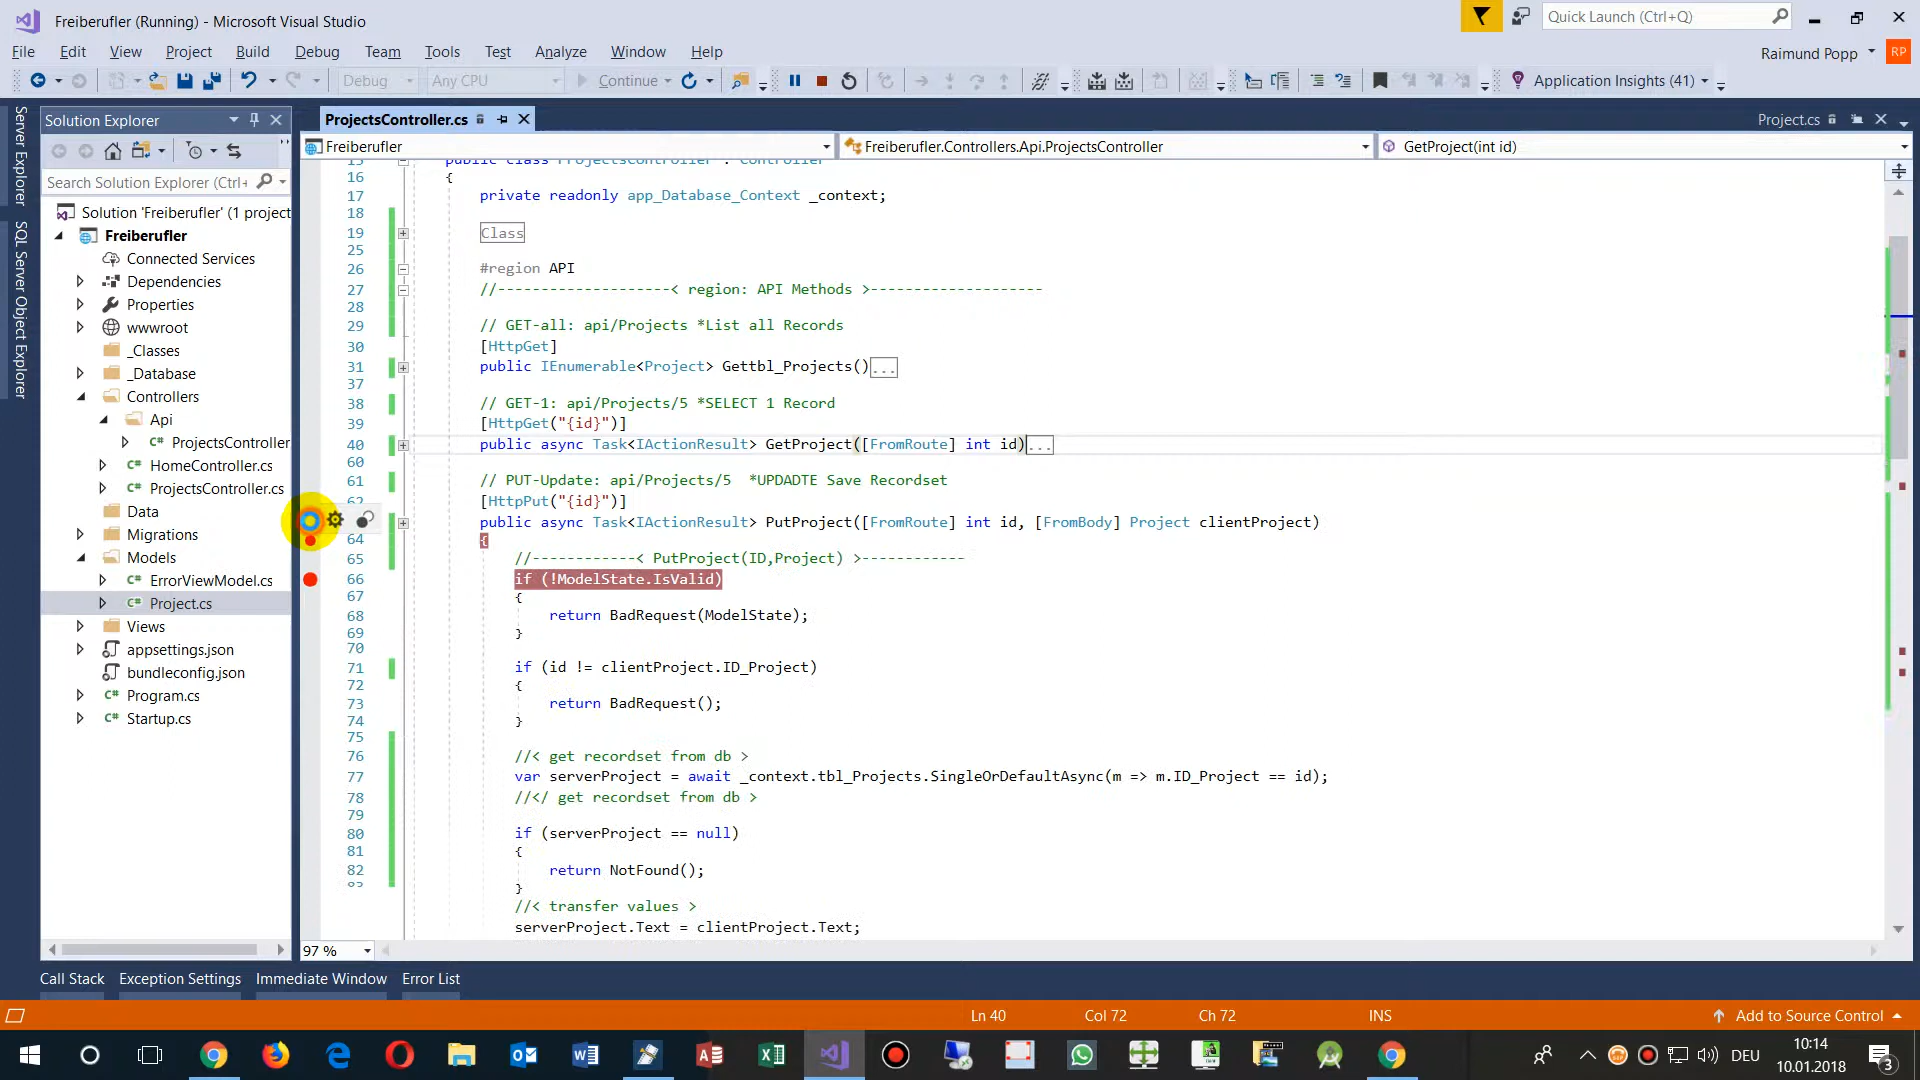 Freiberufler (Running) - Microsoft Visual Studio
Quick Launch (Ctrl+Q)
File Edit View Project Build Debug Team Tools Test Analyze Window Help
Raimund Popp
RP
Debug
Any CPU
Continue
Application Insights (41)
Server Explorer
SQL Server Object Explorer
Solution Explorer
Search Solution Explorer (Ctrl+
Solution 'Freiberufler' (1 project
Freiberufler
Connected Services
Dependencies
Properties
wwwroot
_Classes
_Database
Controllers
Api
ProjectsController
HomeController.cs
ProjectsController.cs
Data
Migrations
Models
ErrorViewModel.cs
Project.cs
Views
appsettings.json
bundleconfig.json
Program.cs
Startup.cs
ProjectsController.cs
Project.cs
Freiberufler
Freiberufler.Controllers.Api.ProjectsController
GetProject(int id)
15 public class ProjectsController : Controller
16 {
17 private readonly app_Database_Context _context;
18
19 Class
25
26 #region API
27 //--------------------< region: API Methods >--------------------
28
29 // GET-all: api/Projects *List all Records
30 [HttpGet]
31 public IEnumerable<Project> Gettbl_Projects()...
37
38 // GET-1: api/Projects/5 *SELECT 1 Record
39 [HttpGet("{id}")]
40 public async Task<IActionResult> GetProject([FromRoute] int id)...
60
61 // PUT-Update: api/Projects/5  *UPDADTE Save Recordset
62 [HttpPut("{id}")]
public async Task<IActionResult> PutProject([FromRoute] int id, [FromBody] Project clientProject)
64 {
65 //------------< PutProject(ID,Project) >------------
66 if (!ModelState.IsValid)
67 {
68 return BadRequest(ModelState);
69 }
70
71 if (id != clientProject.ID_Project)
72 {
73 return BadRequest();
74 }
75
76 //< get recordset from db >
77 var serverProject = await _context.tbl_Projects.SingleOrDefaultAsync(m => m.ID_Project == id);
78 //</ get recordset from db >
79
80 if (serverProject == null)
81 {
82 return NotFound();
83 }
//< transfer values >
serverProject.Text = clientProject.Text;
97 %
Call Stack Exception Settings Immediate Window Error List
Ln 40 Col 72 Ch 72 INS
Add to Source Control
DEU
10:14
10.01.2018
3